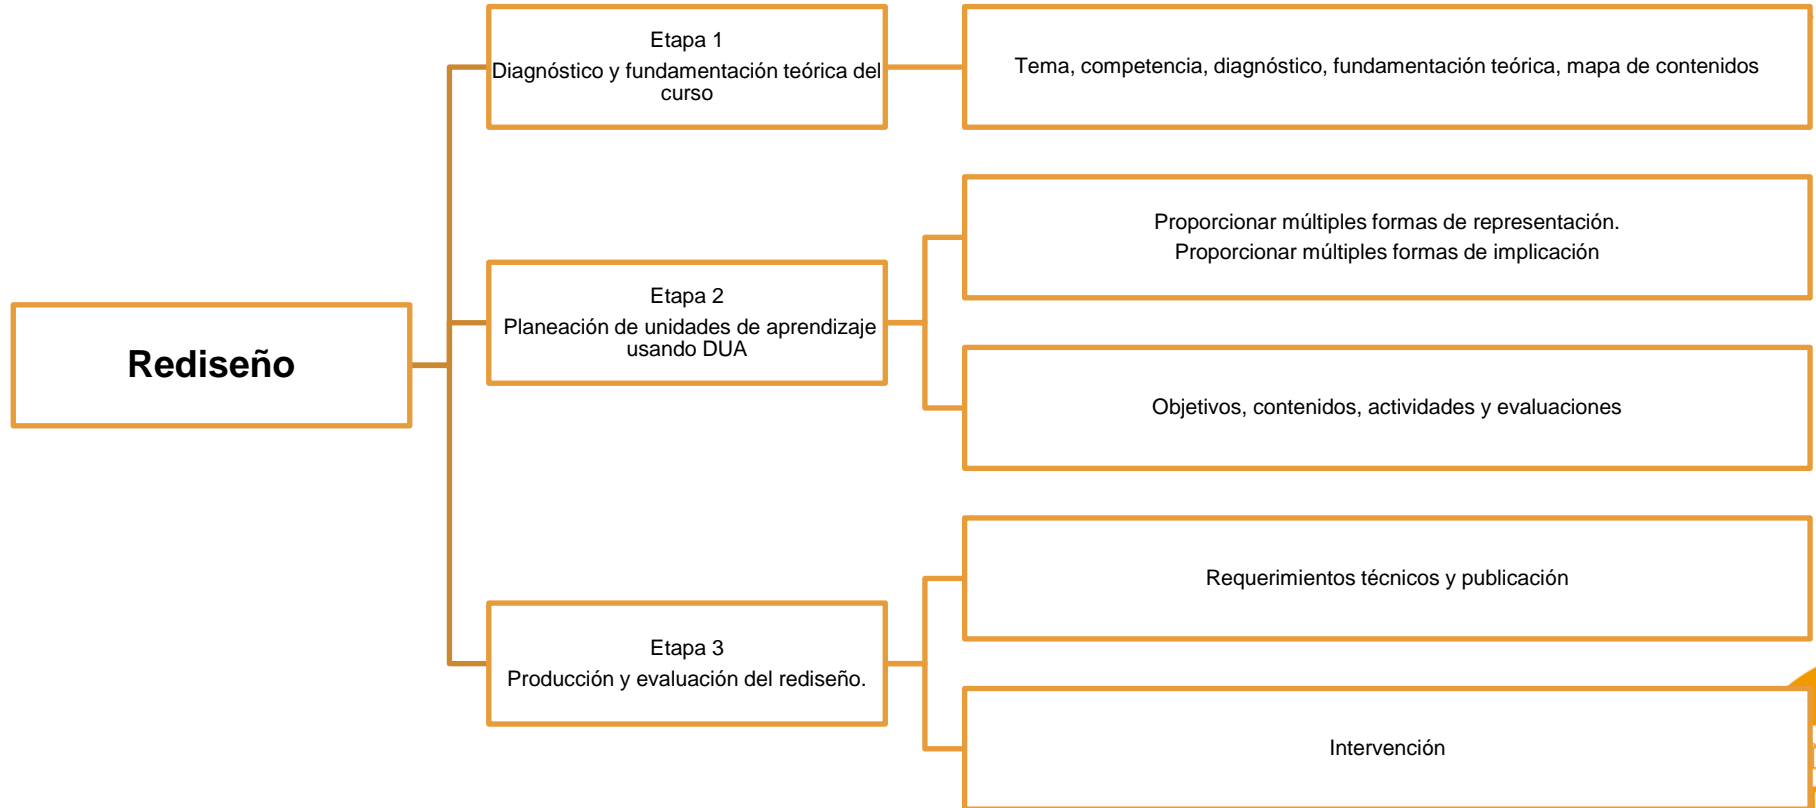 Rediseño
Etapa 1
Diagnóstico y fundamentación teórica del
curso
Tema, competencia, diagnóstico, fundamentación teórica, mapa de contenidos
Etapa 2
Planeación de unidades de aprendizaje
usando DUA
Proporcionar múltiples formas de representación.
Proporcionar múltiples formas de implicación
Objetivos, contenidos, actividades y evaluaciones
Etapa 3
Producción y evaluación del rediseño.
Requerimientos técnicos y publicación
Intervención